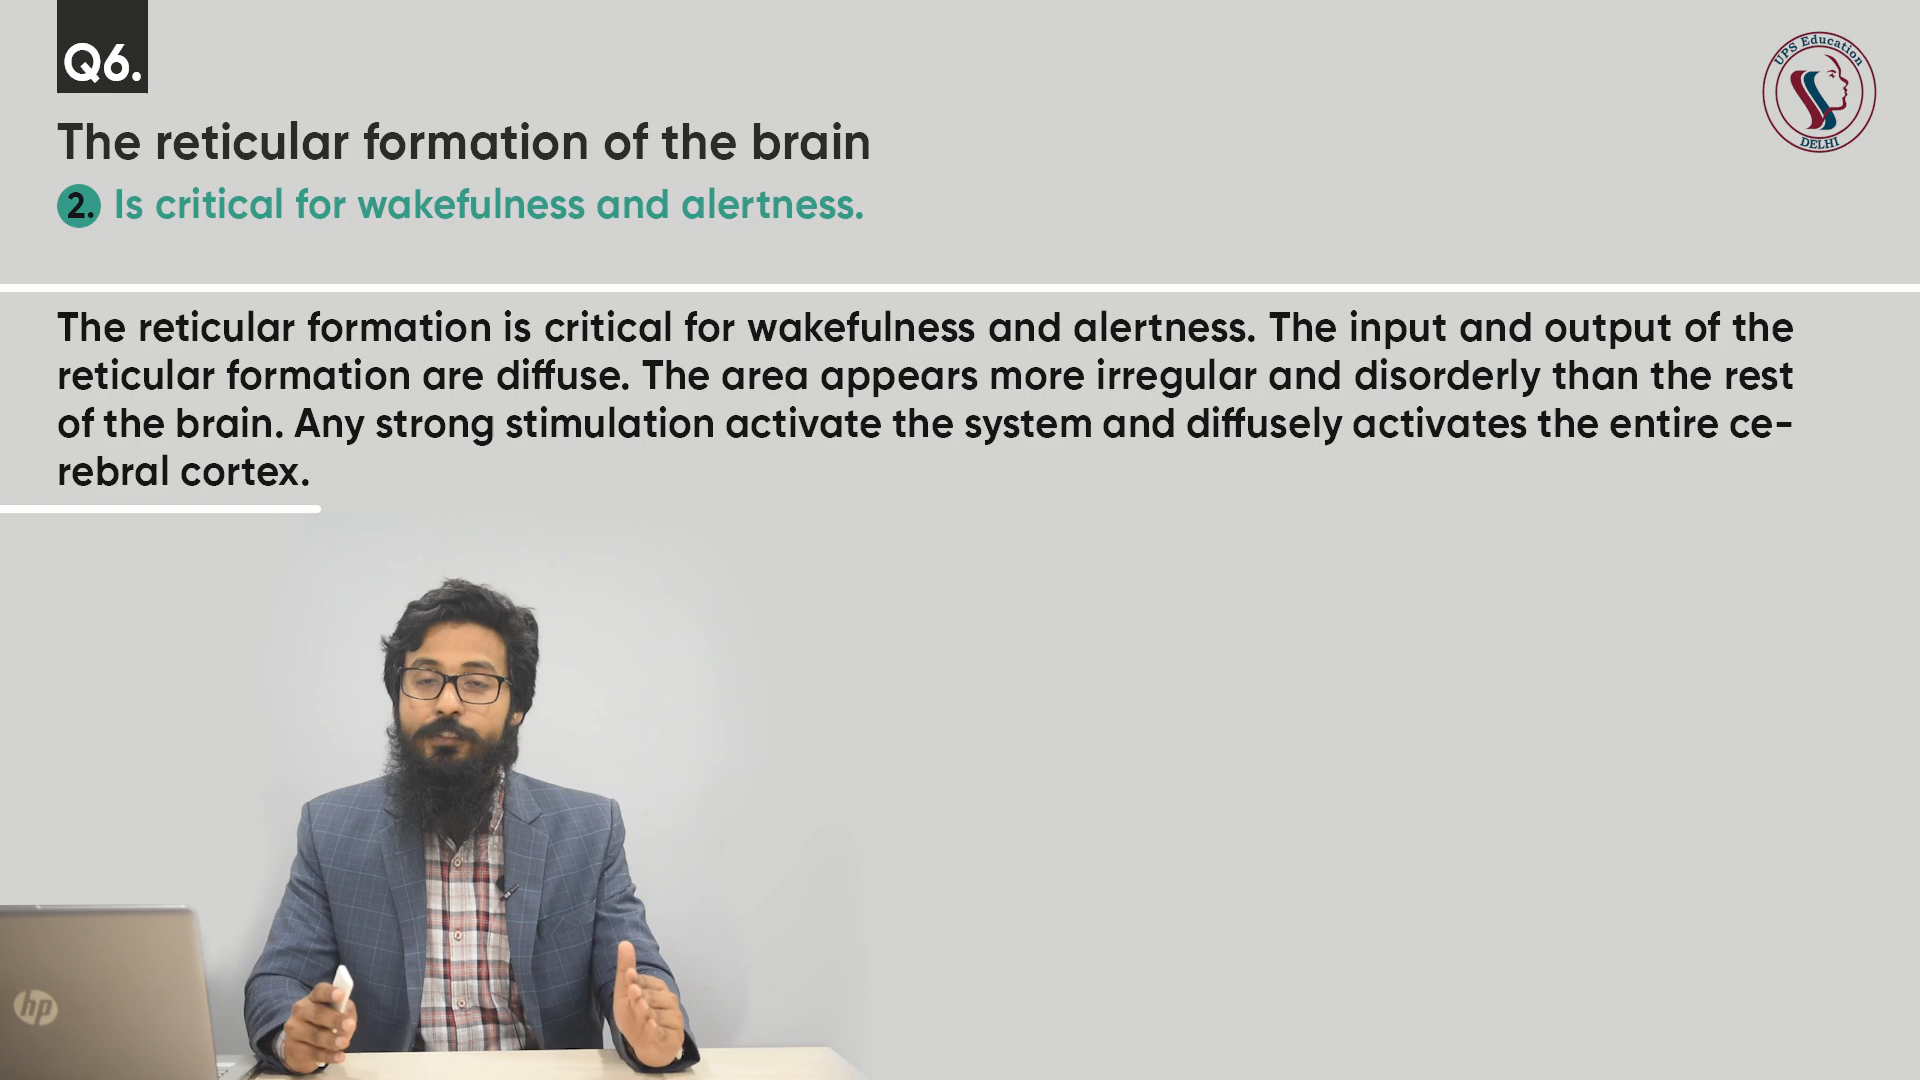 Q6.
UPS Education
DELHI
The reticular formation of the brain
2. Is critical for wakefulness and alertness.
The reticular formation is critical for wakefulness and alertness. The input and output of the
reticular formation are diffuse. The area appears more irregular and disorderly than the rest
of the brain. Any strong stimulation activate the system and diffusely activates the entire ce-
rebral cortex.
hp